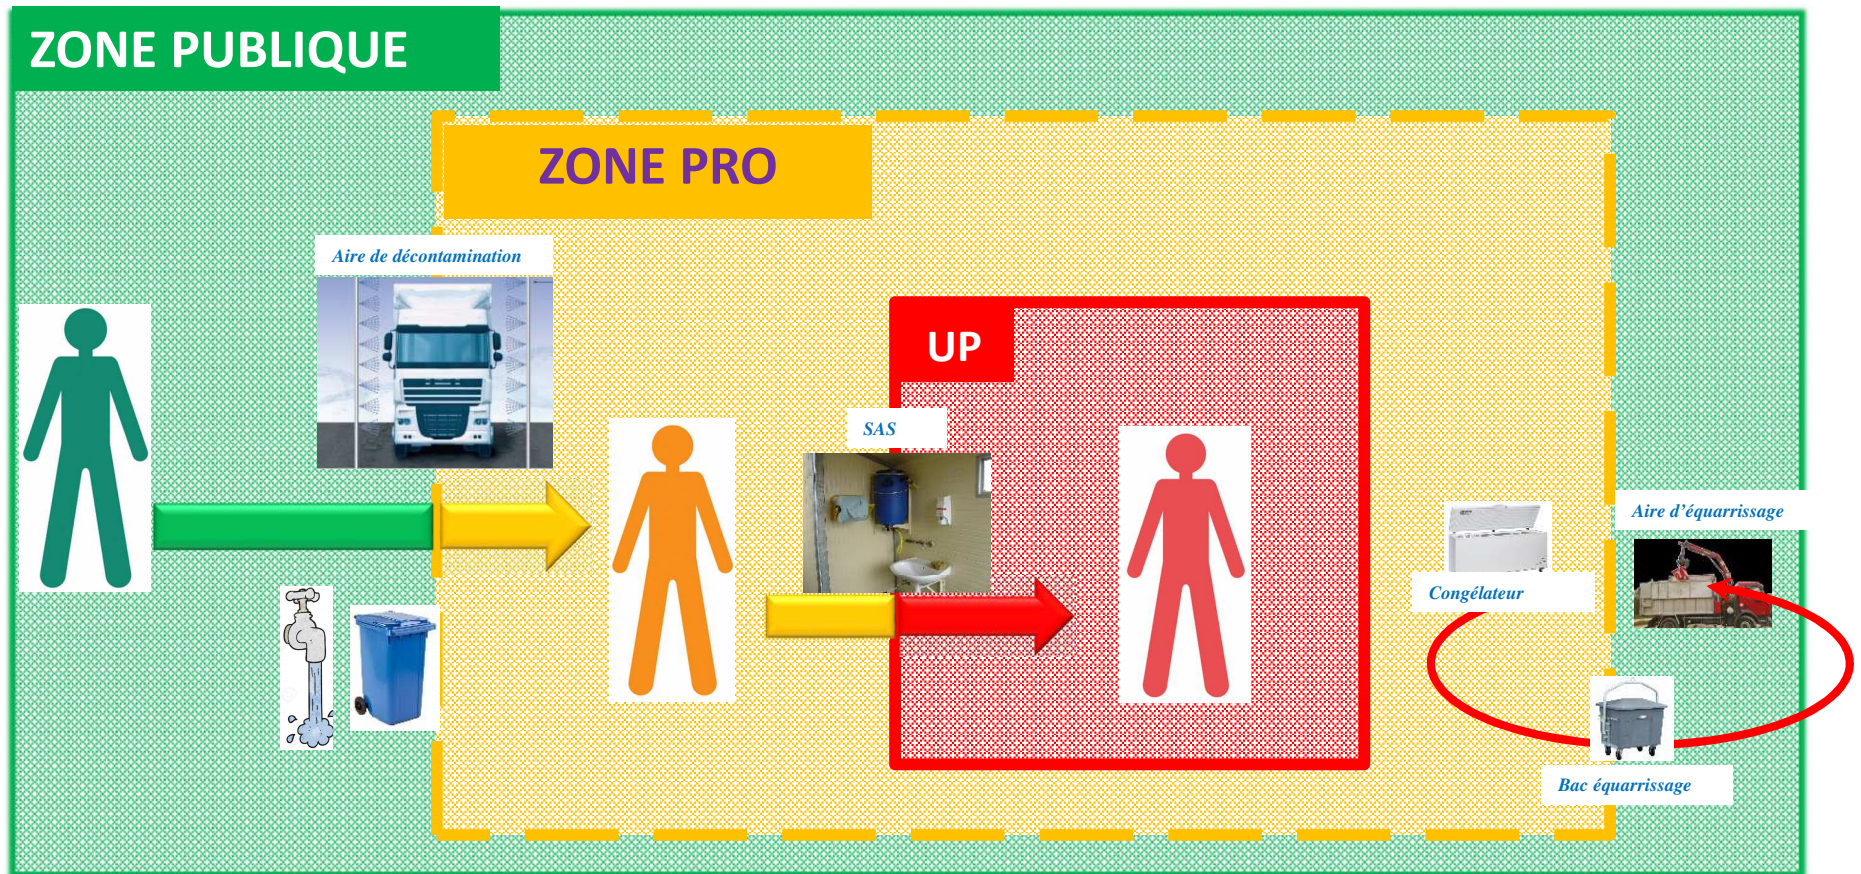 ZONE PUBLIQUE
ZONE PRO
Aire de décontamination
UP
SAS
Aire d’équarrissage
Congélateur
Bac équarrissage